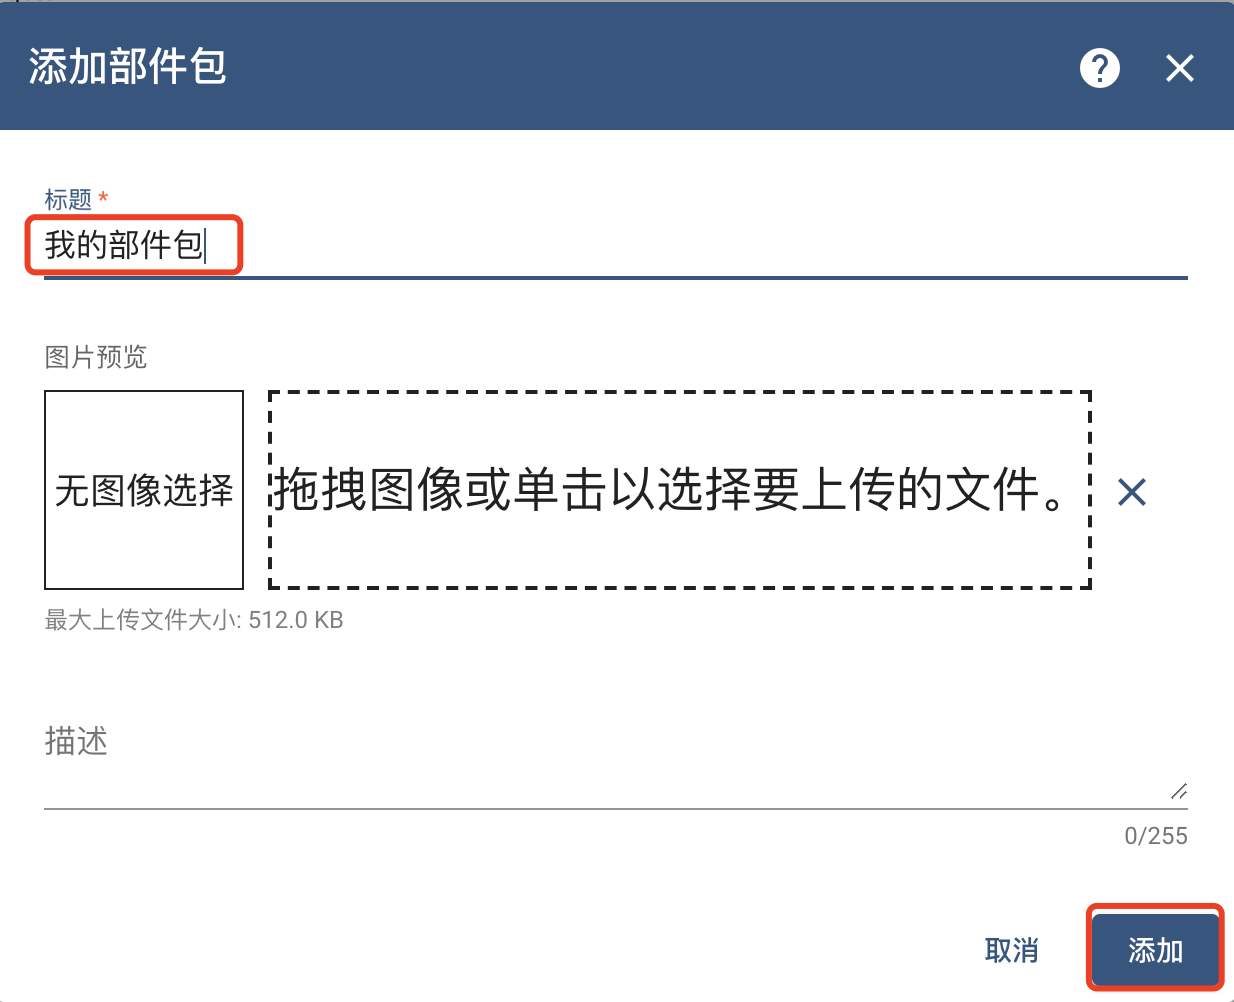 添加部件包
标题 *
我的部件包
图片预览
无图像选择
拖拽图像或单击以选择要上传的文件。
最大上传文件大小: 512.0 KB
描述
0/255
取消
添加